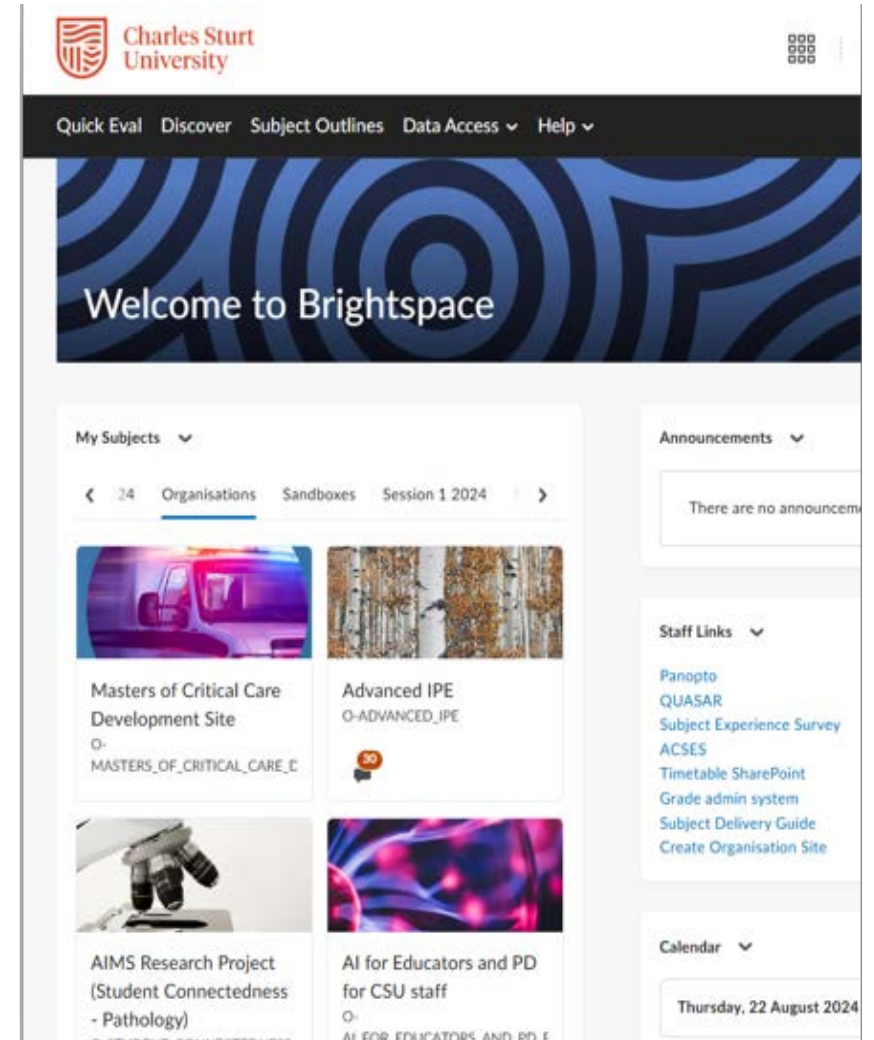 Charles Sturt
University
Quick Eval Discover Subject Outlines Data Access Help
Welcome to Brightspace
My Subjects
24 Organisations Sandboxes Session 1 2024
Masters of Critical Care
Development Site
O-
MASTERS_OF_CRITICAL_CARE_D
Advanced IPE
O-ADVANCED_IPE
30
AIMS Research Project
(Student Connectedness
- Pathology)
O-STUDENT_CONNECTEDNESS
AI for Educators and PD
for CSU staff
O-
AI_FOR_EDUCATORS_AND_PD_F
Announcements
There are no announcem
Staff Links
Panopto
QUASAR
Subject Experience Survey
ACSES
Timetable SharePoint
Grade admin system
Subject Delivery Guide
Create Organisation Site
Calendar
Thursday, 22 August 2024